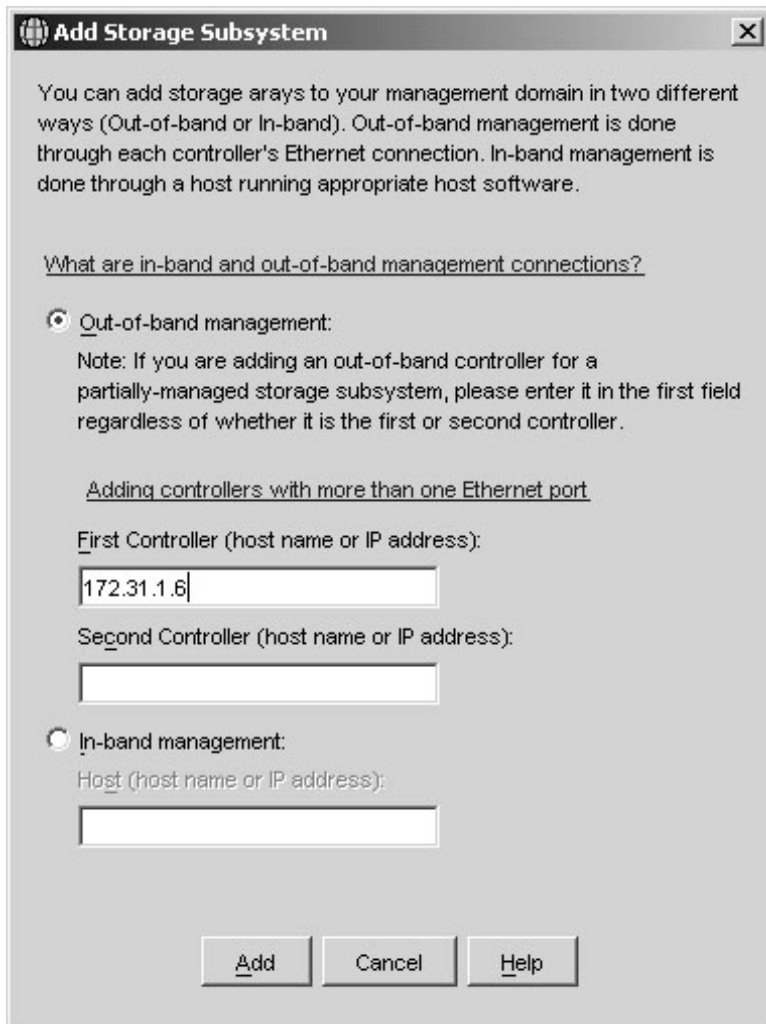 Add Storage Subsystem
You can add storage arays to your management domain in two different
ways (Out-of-band or In-band). Out-of-band management is done
through each controller's Ethernet connection. In-band management is
done through a host running appropriate host software.
What are in-band and out-of-band management connections?
Out-of-band management:
Note: If you are adding an out-of-band controller for a
partially-managed storage subsystem, please enter it in the first field
regardless of whether it is the first or second controller.
Adding controllers with more than one Ethernet port
First Controller (host name or IP address):
172.31.1.6
Second Controller (host name or IP address):
In-band management:
Host (host name or IP address):
Add Cancel Help